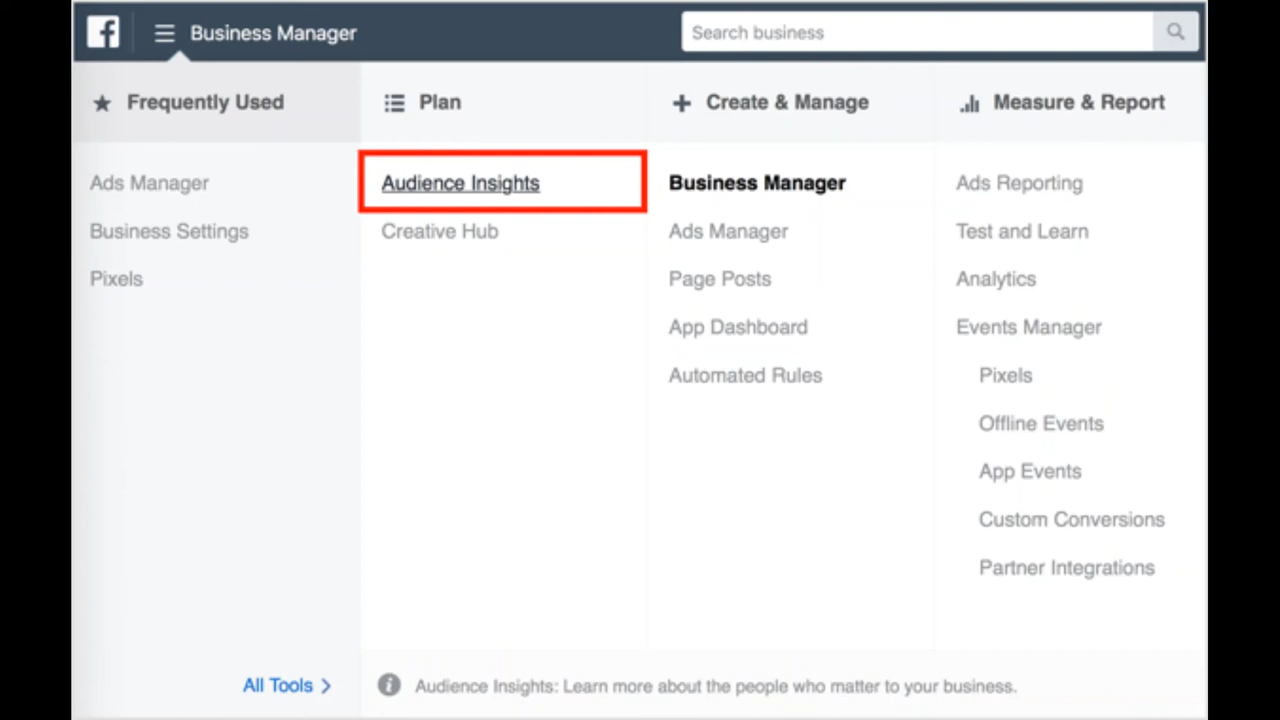 f
Business Manager
Search business
Frequently Used
Ads Manager
Business Settings
Pixels
All Tools
Plan
Audience Insights
Creative Hub
Create & Manage
Business Manager
Ads Manager
Page Posts
App Dashboard
Automated Rules
Measure & Report
Ads Reporting
Test and Learn
Analytics
Events Manager
Pixels
Offline Events
App Events
Custom Conversions
Partner Integrations
Audience Insights: Learn more about the people who matter to your business.